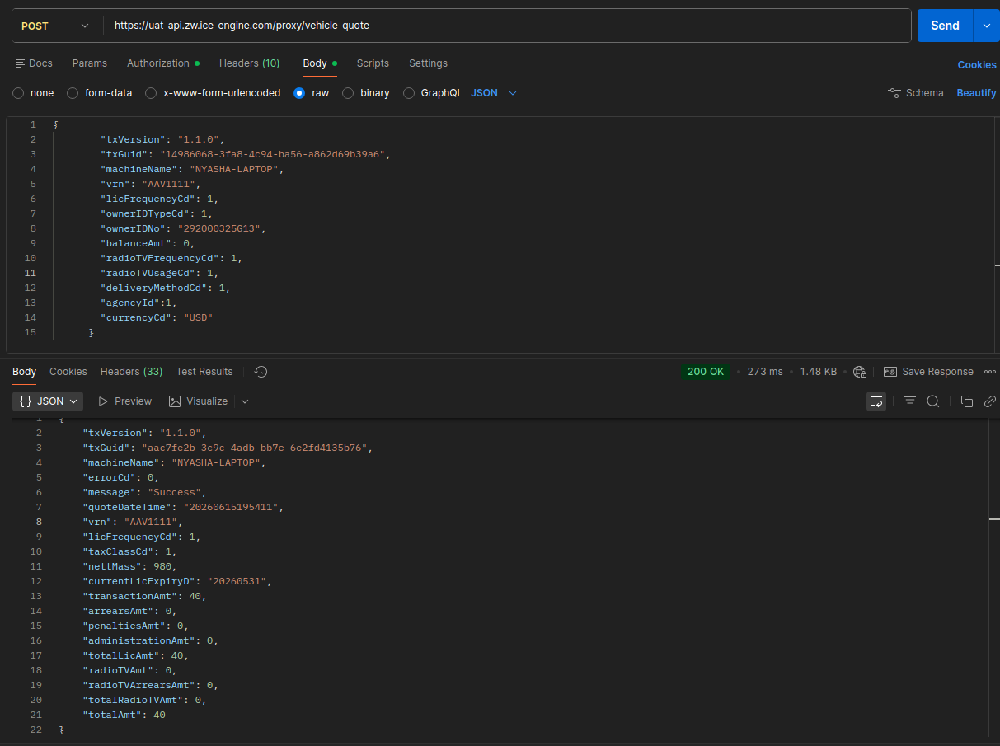 POST https://uat-api.zw.ice-engine.com/proxy/vehicle-quote Send
Docs Params Authorization Headers (10) Body Scripts Settings Cookies
none form-data x-www-form-urlencoded raw binary GraphQL JSON Schema Beautify
1 {
2 "txVersion": "1.1.0",
3 "txGuid": "14986068-3fa8-4c94-ba56-a862d69b39a6",
4 "machineName": "NYASHA-LAPTOP",
5 "vrn": "AAV1111",
6 "licFrequencyCd": 1,
7 "ownerIDTypeCd": 1,
8 "ownerIDNo": "292000325G13",
9 "balanceAmt": 0,
10 "radioTVFrequencyCd": 1,
11 "radioTVUsageCd": 1,
12 "deliveryMethodCd": 1,
13 "agencyId":1,
14 "currencyCd": "USD"
15 }
Body Cookies Headers (33) Test Results 200 OK 273 ms 1.48 KB e.g. Save Response
{} JSON Preview Visualize
1 {
2 "txVersion": "1.1.0",
3 "txGuid": "aac7fe2b-3c9c-4adb-bb7e-6e2fd4135b76",
4 "machineName": "NYASHA-LAPTOP",
5 "errorCd": 0,
6 "message": "Success",
7 "quoteDateTime": "20260615195411",
8 "vrn": "AAV1111",
9 "licFrequencyCd": 1,
10 "taxClassCd": 1,
11 "nettMass": 980,
12 "currentLicExpiryD": "20260531",
13 "transactionAmt": 40,
14 "arrearsAmt": 0,
15 "penaltiesAmt": 0,
16 "administrationAmt": 0,
17 "totalLicAmt": 40,
18 "radioTVAmt": 0,
19 "radioTVArrearsAmt": 0,
20 "totalRadioTVAmt": 0,
21 "totalAmt": 40
22 }